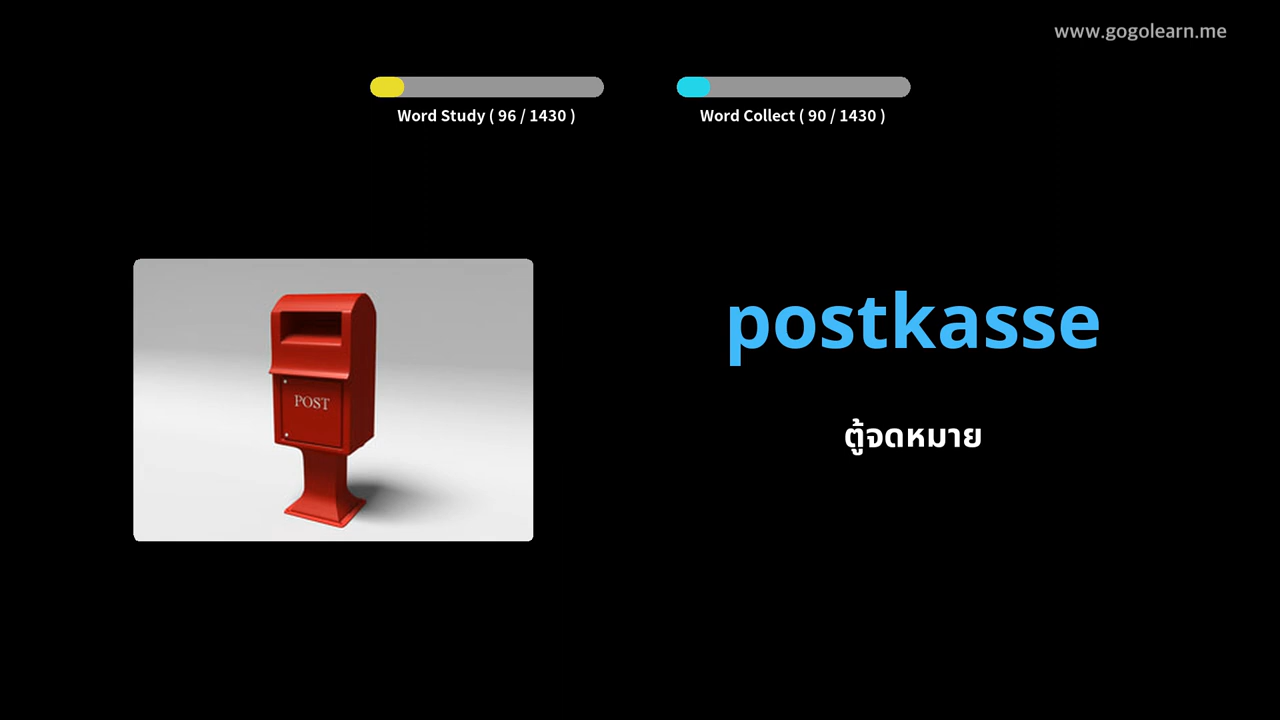 www.gogolearn.me
Word Study ( 96 / 1430 )
Word Collect ( 90 / 1430 )
POST
postkasse
ตู้จดหมาย